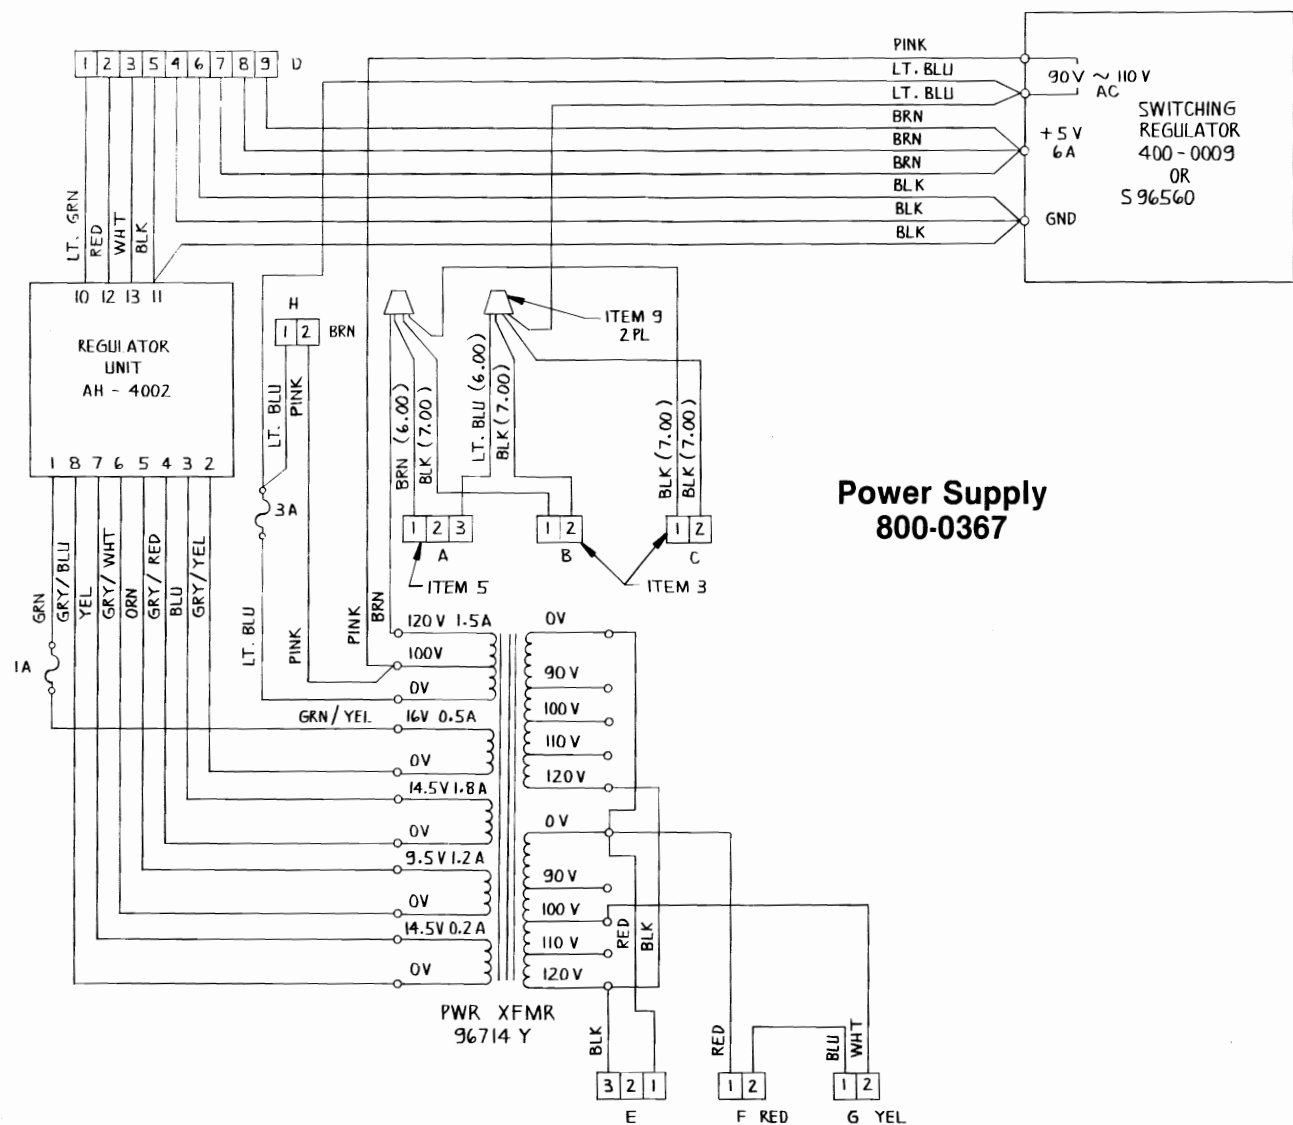 PINK
LT. BLU
LT. BLU
BRN
BRN
BRN
BLK
BLK
BLK
90V ~ 110V
AC
+5V
6A
GND
SWITCHING
REGULATOR
400-0009
OR
S96560
1 2 3 5 4 6 7 8 9 D
LT. GRN
RED
WHT
BLK
10 12 13 11
REGULATOR
UNIT
AH - 4002
1 8 7 6 5 4 3 2
H
1 2 BRN
LT. BLU
PINK
3A
ITEM 9
2 PL
BRN (6.00)
BLK (7.00)
LT. BLU (6.00)
BLK (7.00)
BLK (7.00)
BLK (7.00)
1 2 3
A
ITEM 5
1 2
B
1 2
C
ITEM 3
Power Supply
800-0367
GRN
GRY/BLU
YEL
GRY/WHT
ORN
GRY/RED
BLU
GRY/YEL
1A
LT. BLU
PINK
PINK
BRN
120V 1.5A
100V
0V
GRN/YEL
16V 0.5A
0V
14.5V 1.8A
0V
9.5V 1.2A
0V
14.5V 0.2A
0V
0V
90V
100V
110V
120V
0V
90V
100V
110V
120V
RED
BLK
PWR XFMR
96714 Y
BLK
RED
BLU
WHT
3 2 1
E
1 2
F RED
1 2
G YEL